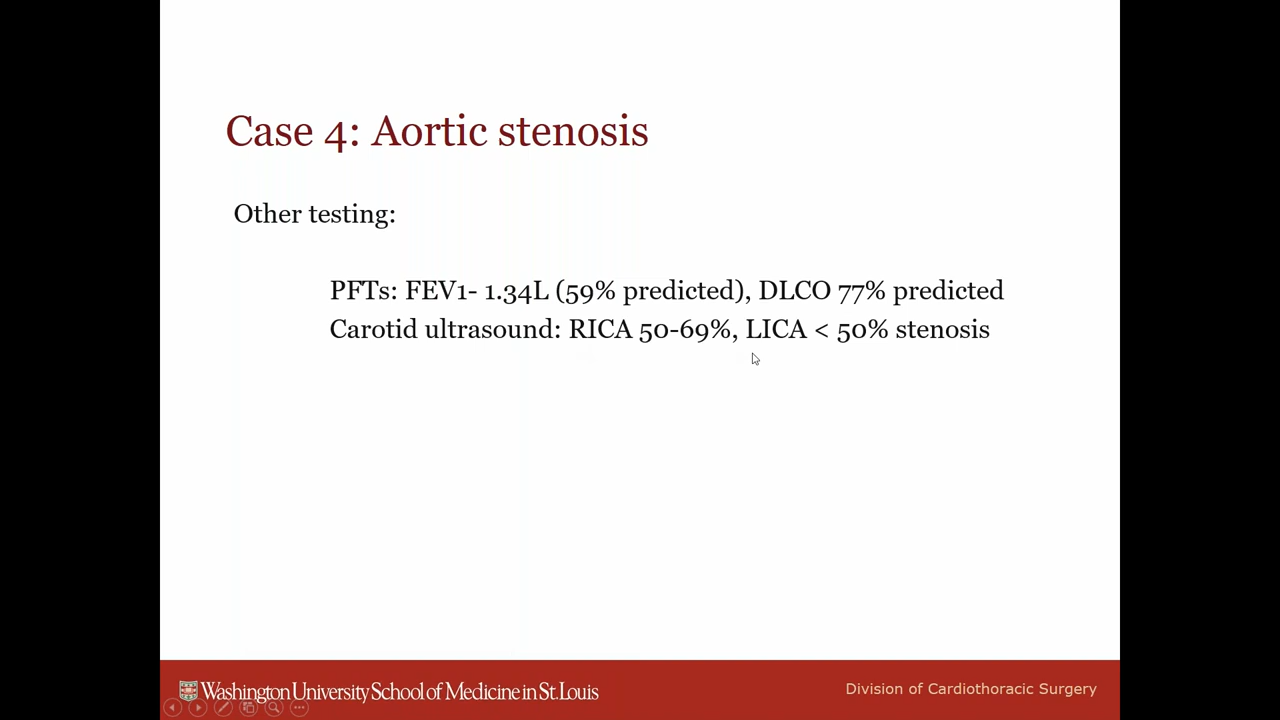 Case 4: Aortic stenosis
Other testing:
PFTs: FEV1- 1.34L (59% predicted), DLCO 77% predicted
Carotid ultrasound: RICA 50-69%, LICA < 50% stenosis
Washington University School of Medicine in St. Louis
Division of Cardiothoracic Surgery